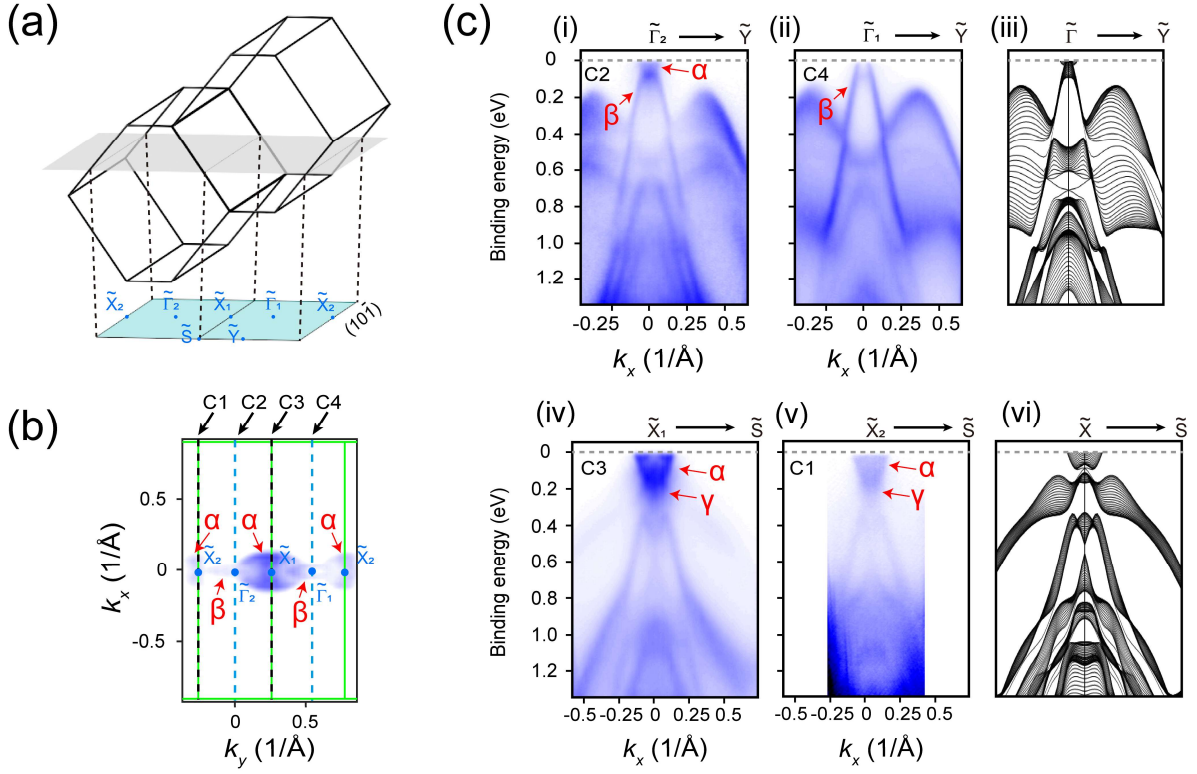 (a)
X̃₂ Γ̃₂ X̃₁ Γ̃₁ X̃₂
S̃ Ỹ
(101̄)
(b)
C1 C2 C3 C4
α α α
X̃₂ X̃₁ X̃₂
Γ̃₂ Γ̃₁
β β
0.5
0
-0.5
kₓ (1/Å)
0 0.5
k_y (1/Å)
(c)
(i) Γ̃₂ → Ỹ
C2
α
β
0
0.2
0.4
0.6
0.8
1.0
1.2
Binding energy (eV)
-0.25 0 0.25 0.5
kₓ (1/Å)
(ii) Γ̃₁ → Ỹ
C4
β
-0.25 0 0.25 0.5
kₓ (1/Å)
(iii) Γ̃ → Ỹ
(iv) X̃₁ → S̃
C3
α
γ
0
0.2
0.4
0.6
0.8
1.0
1.2
Binding energy (eV)
-0.5 -0.25 0 0.25 0.5
kₓ (1/Å)
(v) X̃₂ → S̃
C1
α
γ
-0.5 -0.25 0 0.25 0.5
kₓ (1/Å)
(vi) X̃ → S̃